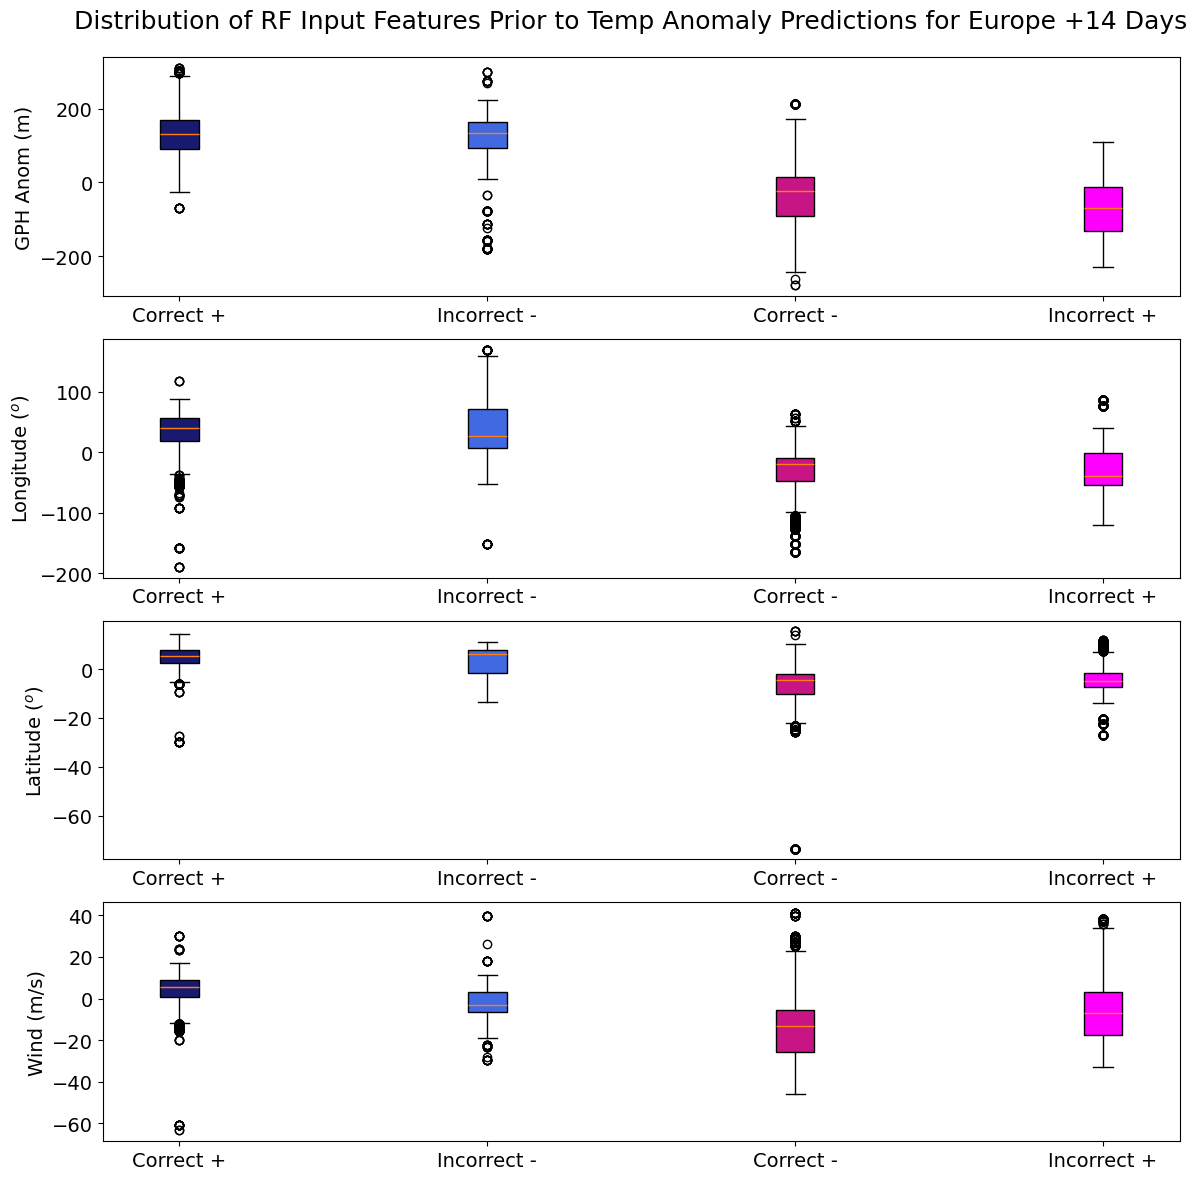 Distribution of RF Input Features Prior to Temp Anomaly Predictions for Europe +14 Days
GPH Anom (m)
200
0
−200
Correct + Incorrect - Correct - Incorrect +
Longitude (°)
100
0
−100
−200
Correct + Incorrect - Correct - Incorrect +
Latitude (°)
0
−20
−40
−60
Correct + Incorrect - Correct - Incorrect +
Wind (m/s)
40
20
0
−20
−40
−60
Correct + Incorrect - Correct - Incorrect +